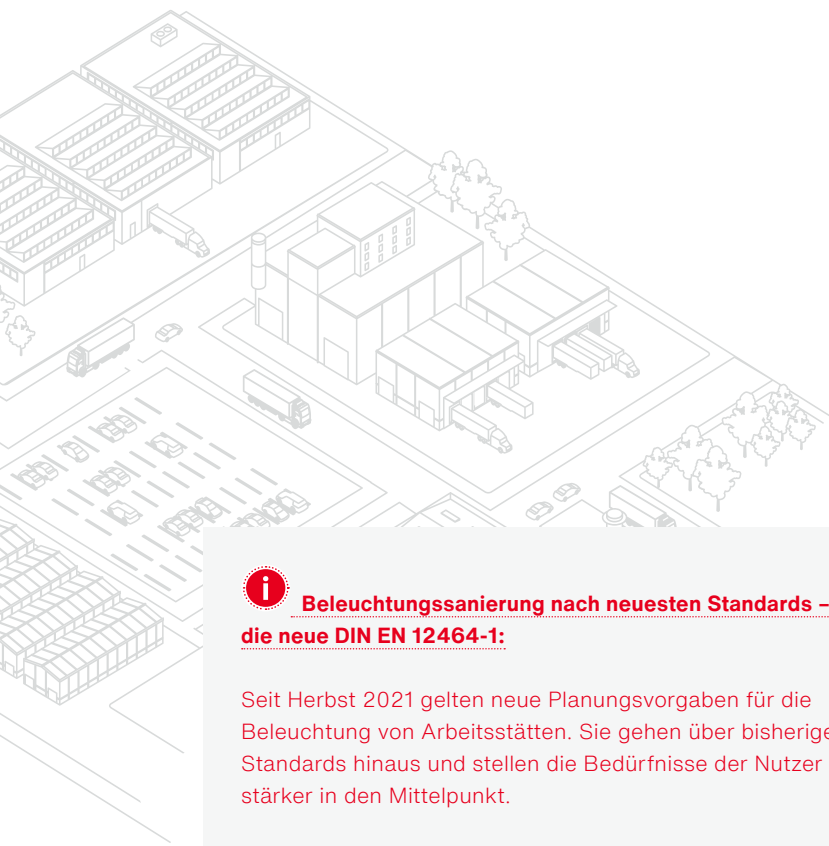 i Beleuchtungssanierung nach neuesten Standards –
die neue DIN EN 12464-1:
Seit Herbst 2021 gelten neue Planungsvorgaben für die
Beleuchtung von Arbeitsstätten. Sie gehen über bisherige
Standards hinaus und stellen die Bedürfnisse der Nutzer
stärker in den Mittelpunkt.